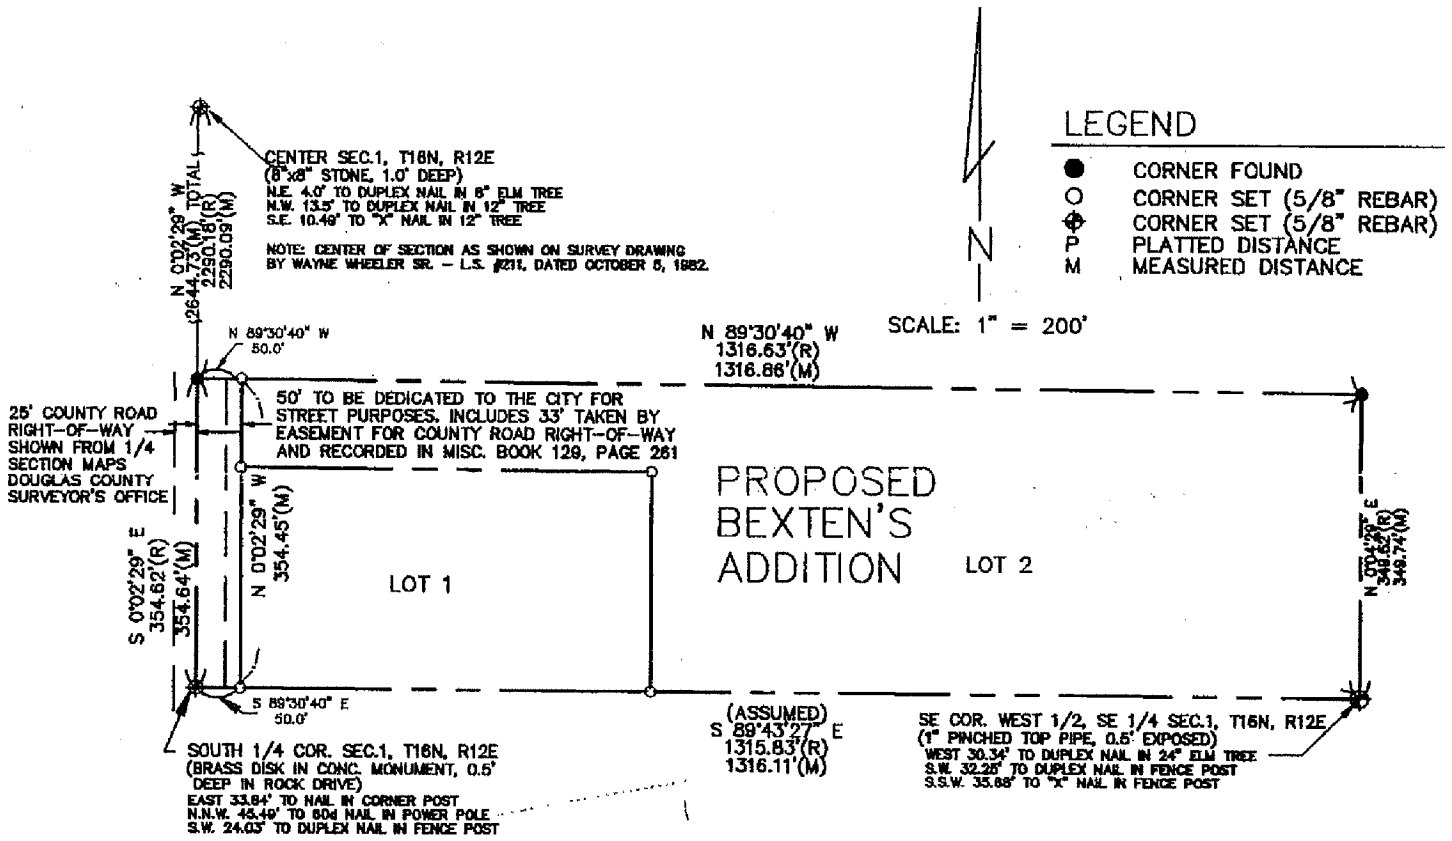 CENTER SEC.1, T16N, R12E
(8"x8" STONE, 1.0' DEEP)
N.E. 4.0' TO DUPLEX NAIL IN 8" ELM TREE
N.W. 13.5' TO DUPLEX NAIL IN 12" TREE
S.E. 10.49' TO "X" NAIL IN 12" TREE
NOTE: CENTER OF SECTION AS SHOWN ON SURVEY DRAWING
BY WAYNE WHEELER SR. – L.S. #211, DATED OCTOBER 5, 1982.
LEGEND
CORNER FOUND
CORNER SET (5/8" REBAR)
CORNER SET (5/8" REBAR)
P PLATTED DISTANCE
M MEASURED DISTANCE
N
SCALE: 1" = 200'
N 0°02'29" W
(2644.73'(M) TOTAL)
2290.18'(R)
2290.09'(M)
N 89°30'40" W
50.0'
N 89°30'40" W
1316.63'(R)
1316.86'(M)
25' COUNTY ROAD
RIGHT-OF-WAY
SHOWN FROM 1/4
SECTION MAPS
DOUGLAS COUNTY
SURVEYOR'S OFFICE
50' TO BE DEDICATED TO THE CITY FOR
STREET PURPOSES. INCLUDES 33' TAKEN BY
EASEMENT FOR COUNTY ROAD RIGHT-OF-WAY
AND RECORDED IN MISC. BOOK 129, PAGE 261
PROPOSED
BEXTEN'S
ADDITION
S 0°02'29" E
354.62'(R)
354.64'(M)
N 0°02'29" W
354.45'(M)
LOT 1
LOT 2
N 0°04'29" E
349.62'(R)
349.74'(M)
S 89°30'40" E
50.0'
(ASSUMED)
S 89°43'27" E
1315.83'(R)
1316.11'(M)
SOUTH 1/4 COR. SEC.1, T16N, R12E
(BRASS DISK IN CONC. MONUMENT, 0.5'
DEEP IN ROCK DRIVE)
EAST 33.84' TO NAIL IN CORNER POST
N.N.W. 45.49' TO 60d NAIL IN POWER POLE
S.W. 24.03' TO DUPLEX NAIL IN FENCE POST
SE COR. WEST 1/2, SE 1/4 SEC.1, T16N, R12E
(1" PINCHED TOP PIPE, 0.5' EXPOSED)
WEST 30.34' TO DUPLEX NAIL IN 24" ELM TREE
S.W. 32.25' TO DUPLEX NAIL IN FENCE POST
S.S.W. 35.88' TO "X" NAIL IN FENCE POST